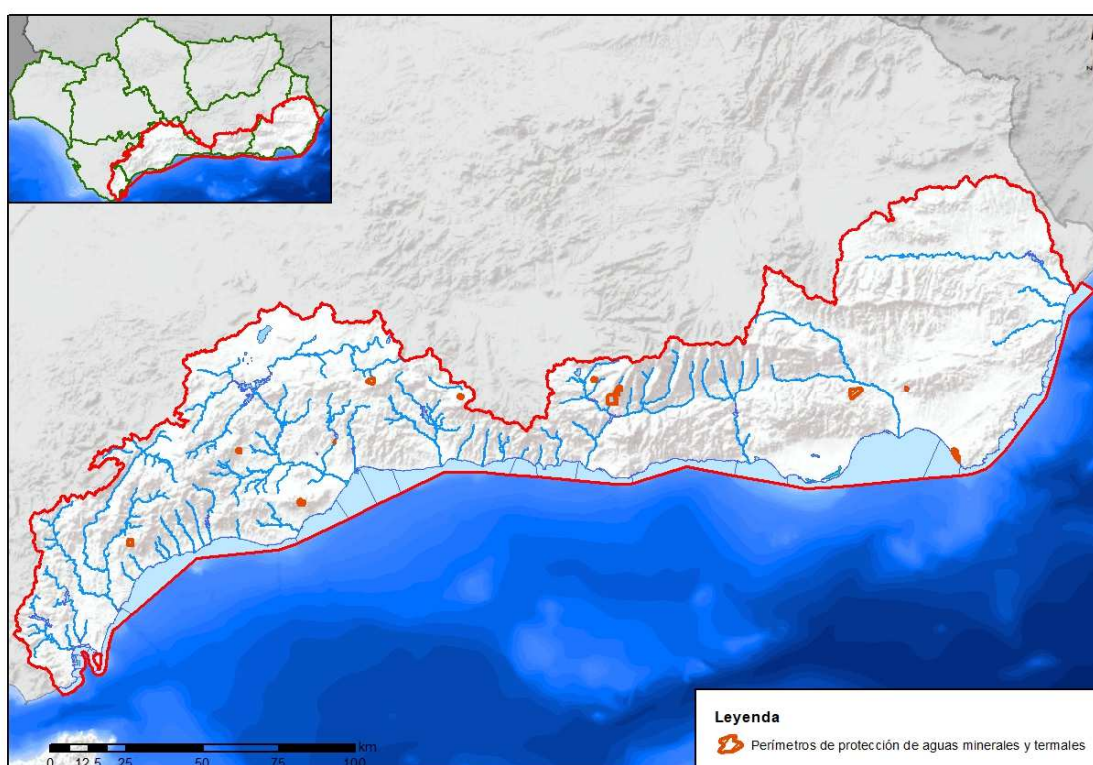 N
Leyenda
Perímetros de protección de aguas minerales y termales
km
0 12,5 25 50 75 100